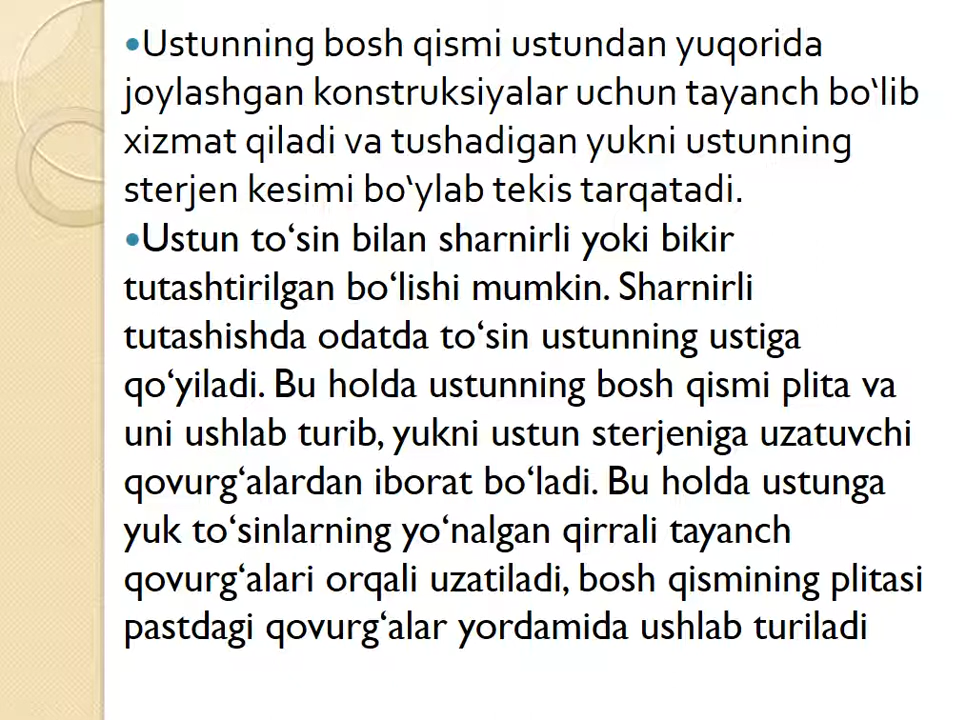 •Ustunning bosh qismi ustundan yuqorida
joylashgan konstruksiyalar uchun tayanch bo‘lib
xizmat qiladi va tushadigan yukni ustunning
sterjen kesimi bo‘ylab tekis tarqatadi.
•Ustun to‘sin bilan sharnirli yoki bikir
tutashtirilgan bo‘lishi mumkin. Sharnirli
tutashishda odatda to‘sin ustunning ustiga
qo‘yiladi. Bu holda ustunning bosh qismi plita va
uni ushlab turib, yukni ustun sterjeniga uzatuvchi
qovurg‘alardan iborat bo‘ladi. Bu holda ustunga
yuk to‘sinlarning yo‘nalgan qirrali tayanch
qovurg‘alari orqali uzatiladi, bosh qismining plitasi
pastdagi qovurg‘alar yordamida ushlab turiladi